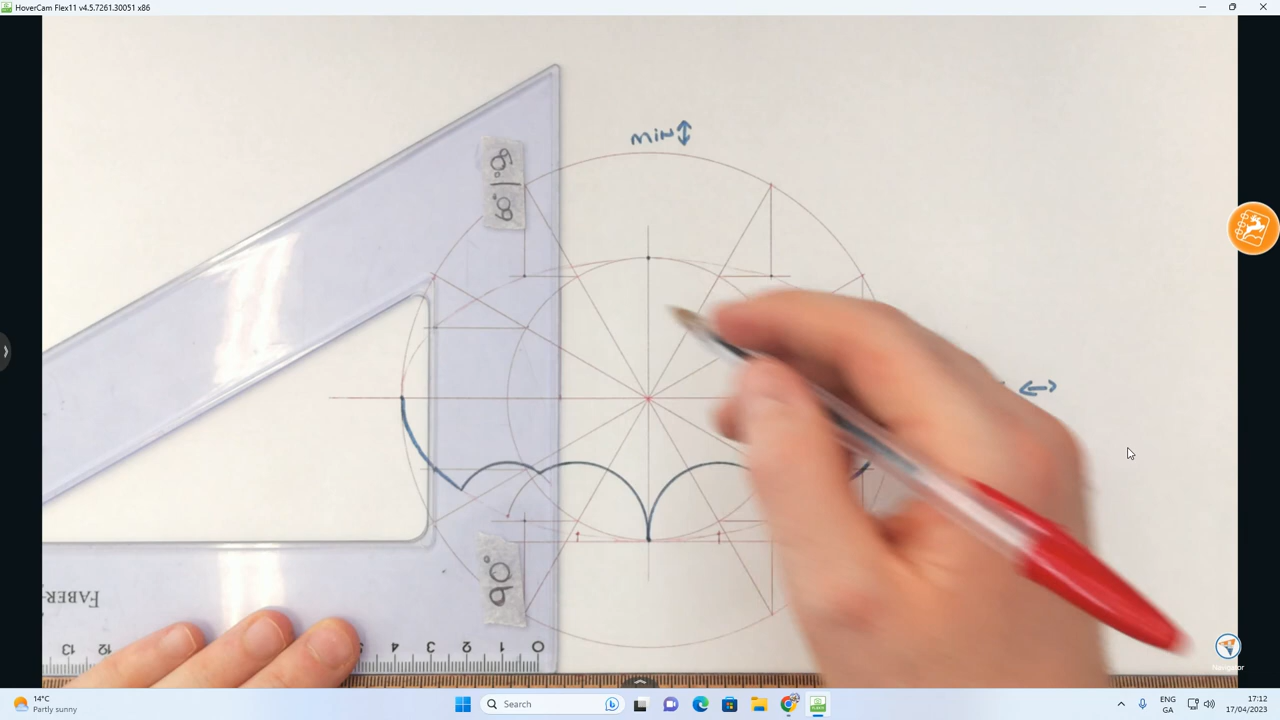 HoverCam Flex11 v4.5.7261.30051 x86
min
60°/30°
90°
FABER-
13 12 4 3 2 1 0
Navigator
14°C
Partly sunny
Search
ENG
GA
17:12
17/04/2023